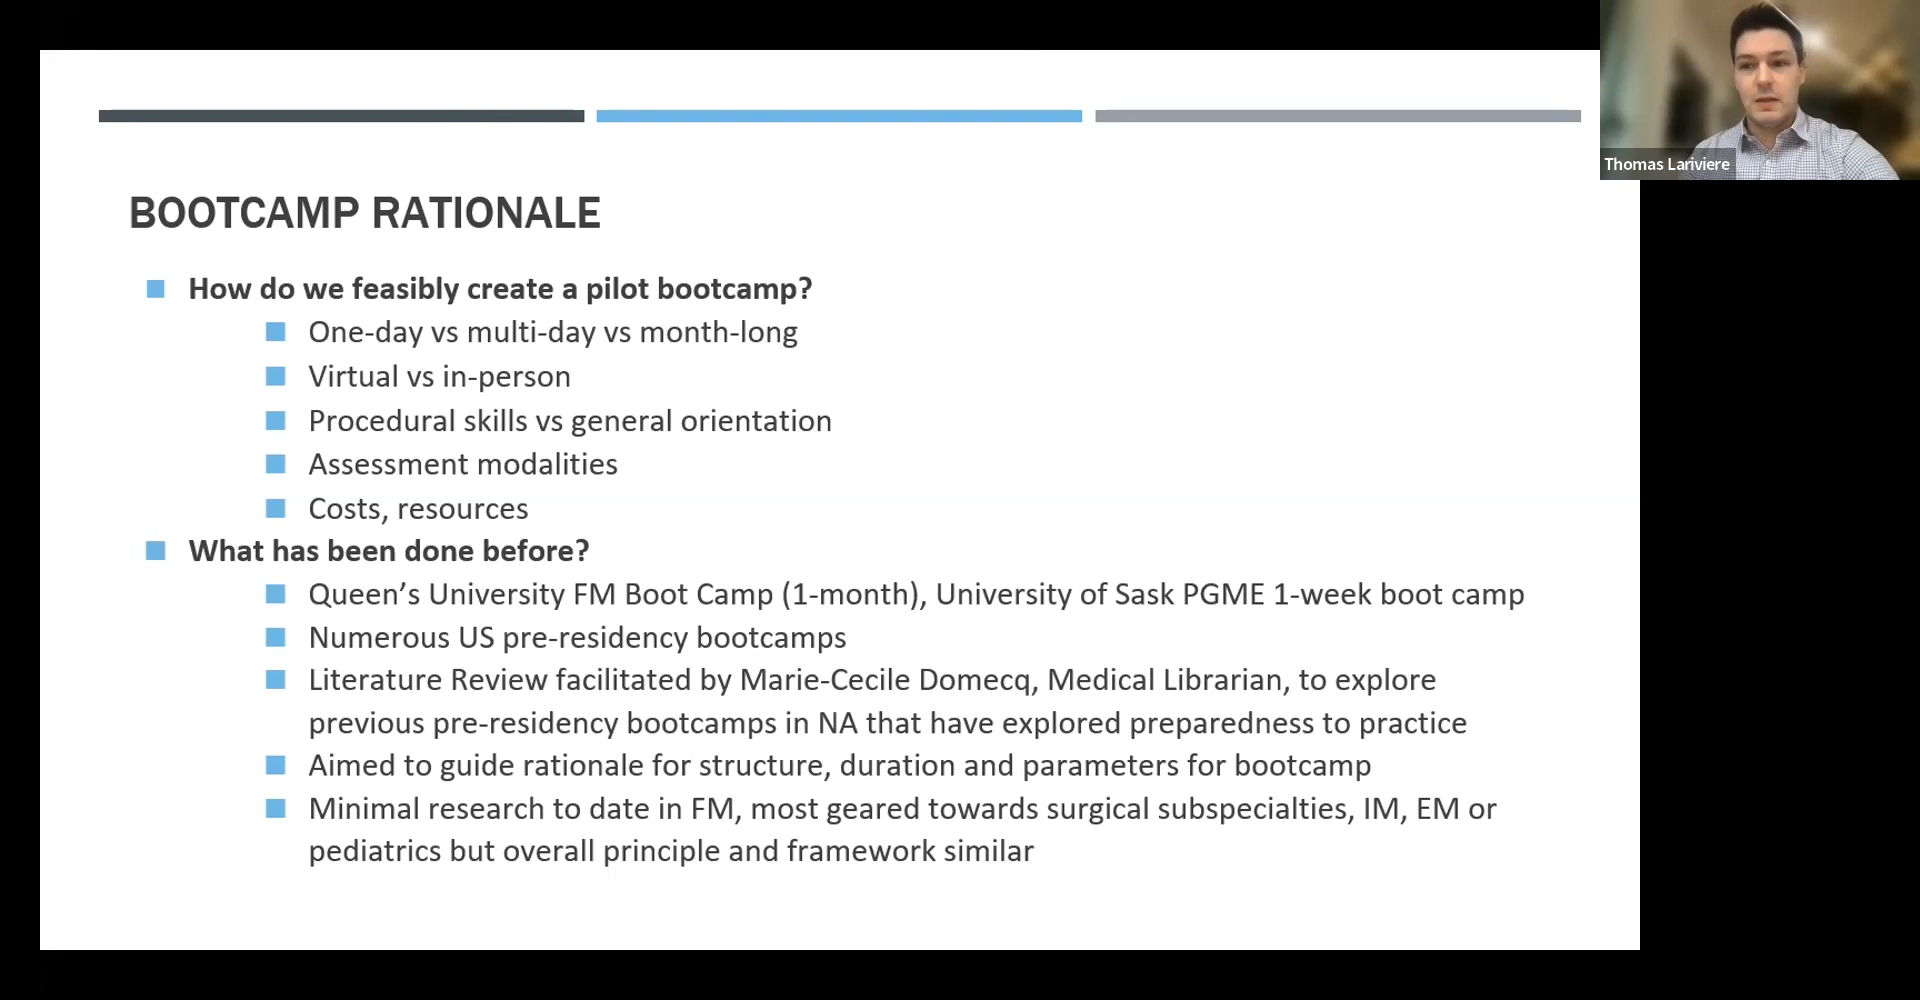 Thomas Lariviere
BOOTCAMP RATIONALE
How do we feasibly create a pilot bootcamp?
One-day vs multi-day vs month-long
Virtual vs in-person
Procedural skills vs general orientation
Assessment modalities
Costs, resources
What has been done before?
Queen's University FM Boot Camp (1-month), University of Sask PGME 1-week boot camp
Numerous US pre-residency bootcamps
Literature Review facilitated by Marie-Cecile Domecq, Medical Librarian, to explore
previous pre-residency bootcamps in NA that have explored preparedness to practice
Aimed to guide rationale for structure, duration and parameters for bootcamp
Minimal research to date in FM, most geared towards surgical subspecialties, IM, EM or
pediatrics but overall principle and framework similar